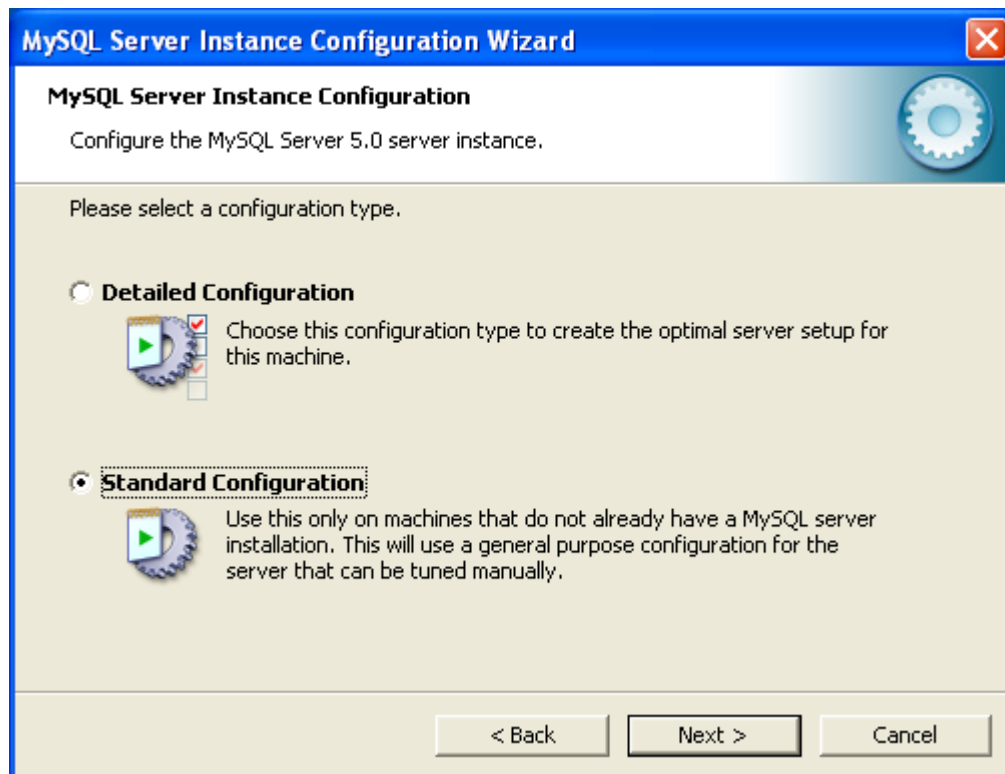 MySQL Server Instance Configuration Wizard
MySQL Server Instance Configuration
Configure the MySQL Server 5.0 server instance.
Please select a configuration type.
Detailed Configuration
Choose this configuration type to create the optimal server setup for
this machine.
Standard Configuration
Use this only on machines that do not already have a MySQL server
installation. This will use a general purpose configuration for the
server that can be tuned manually.
< Back
Next >
Cancel